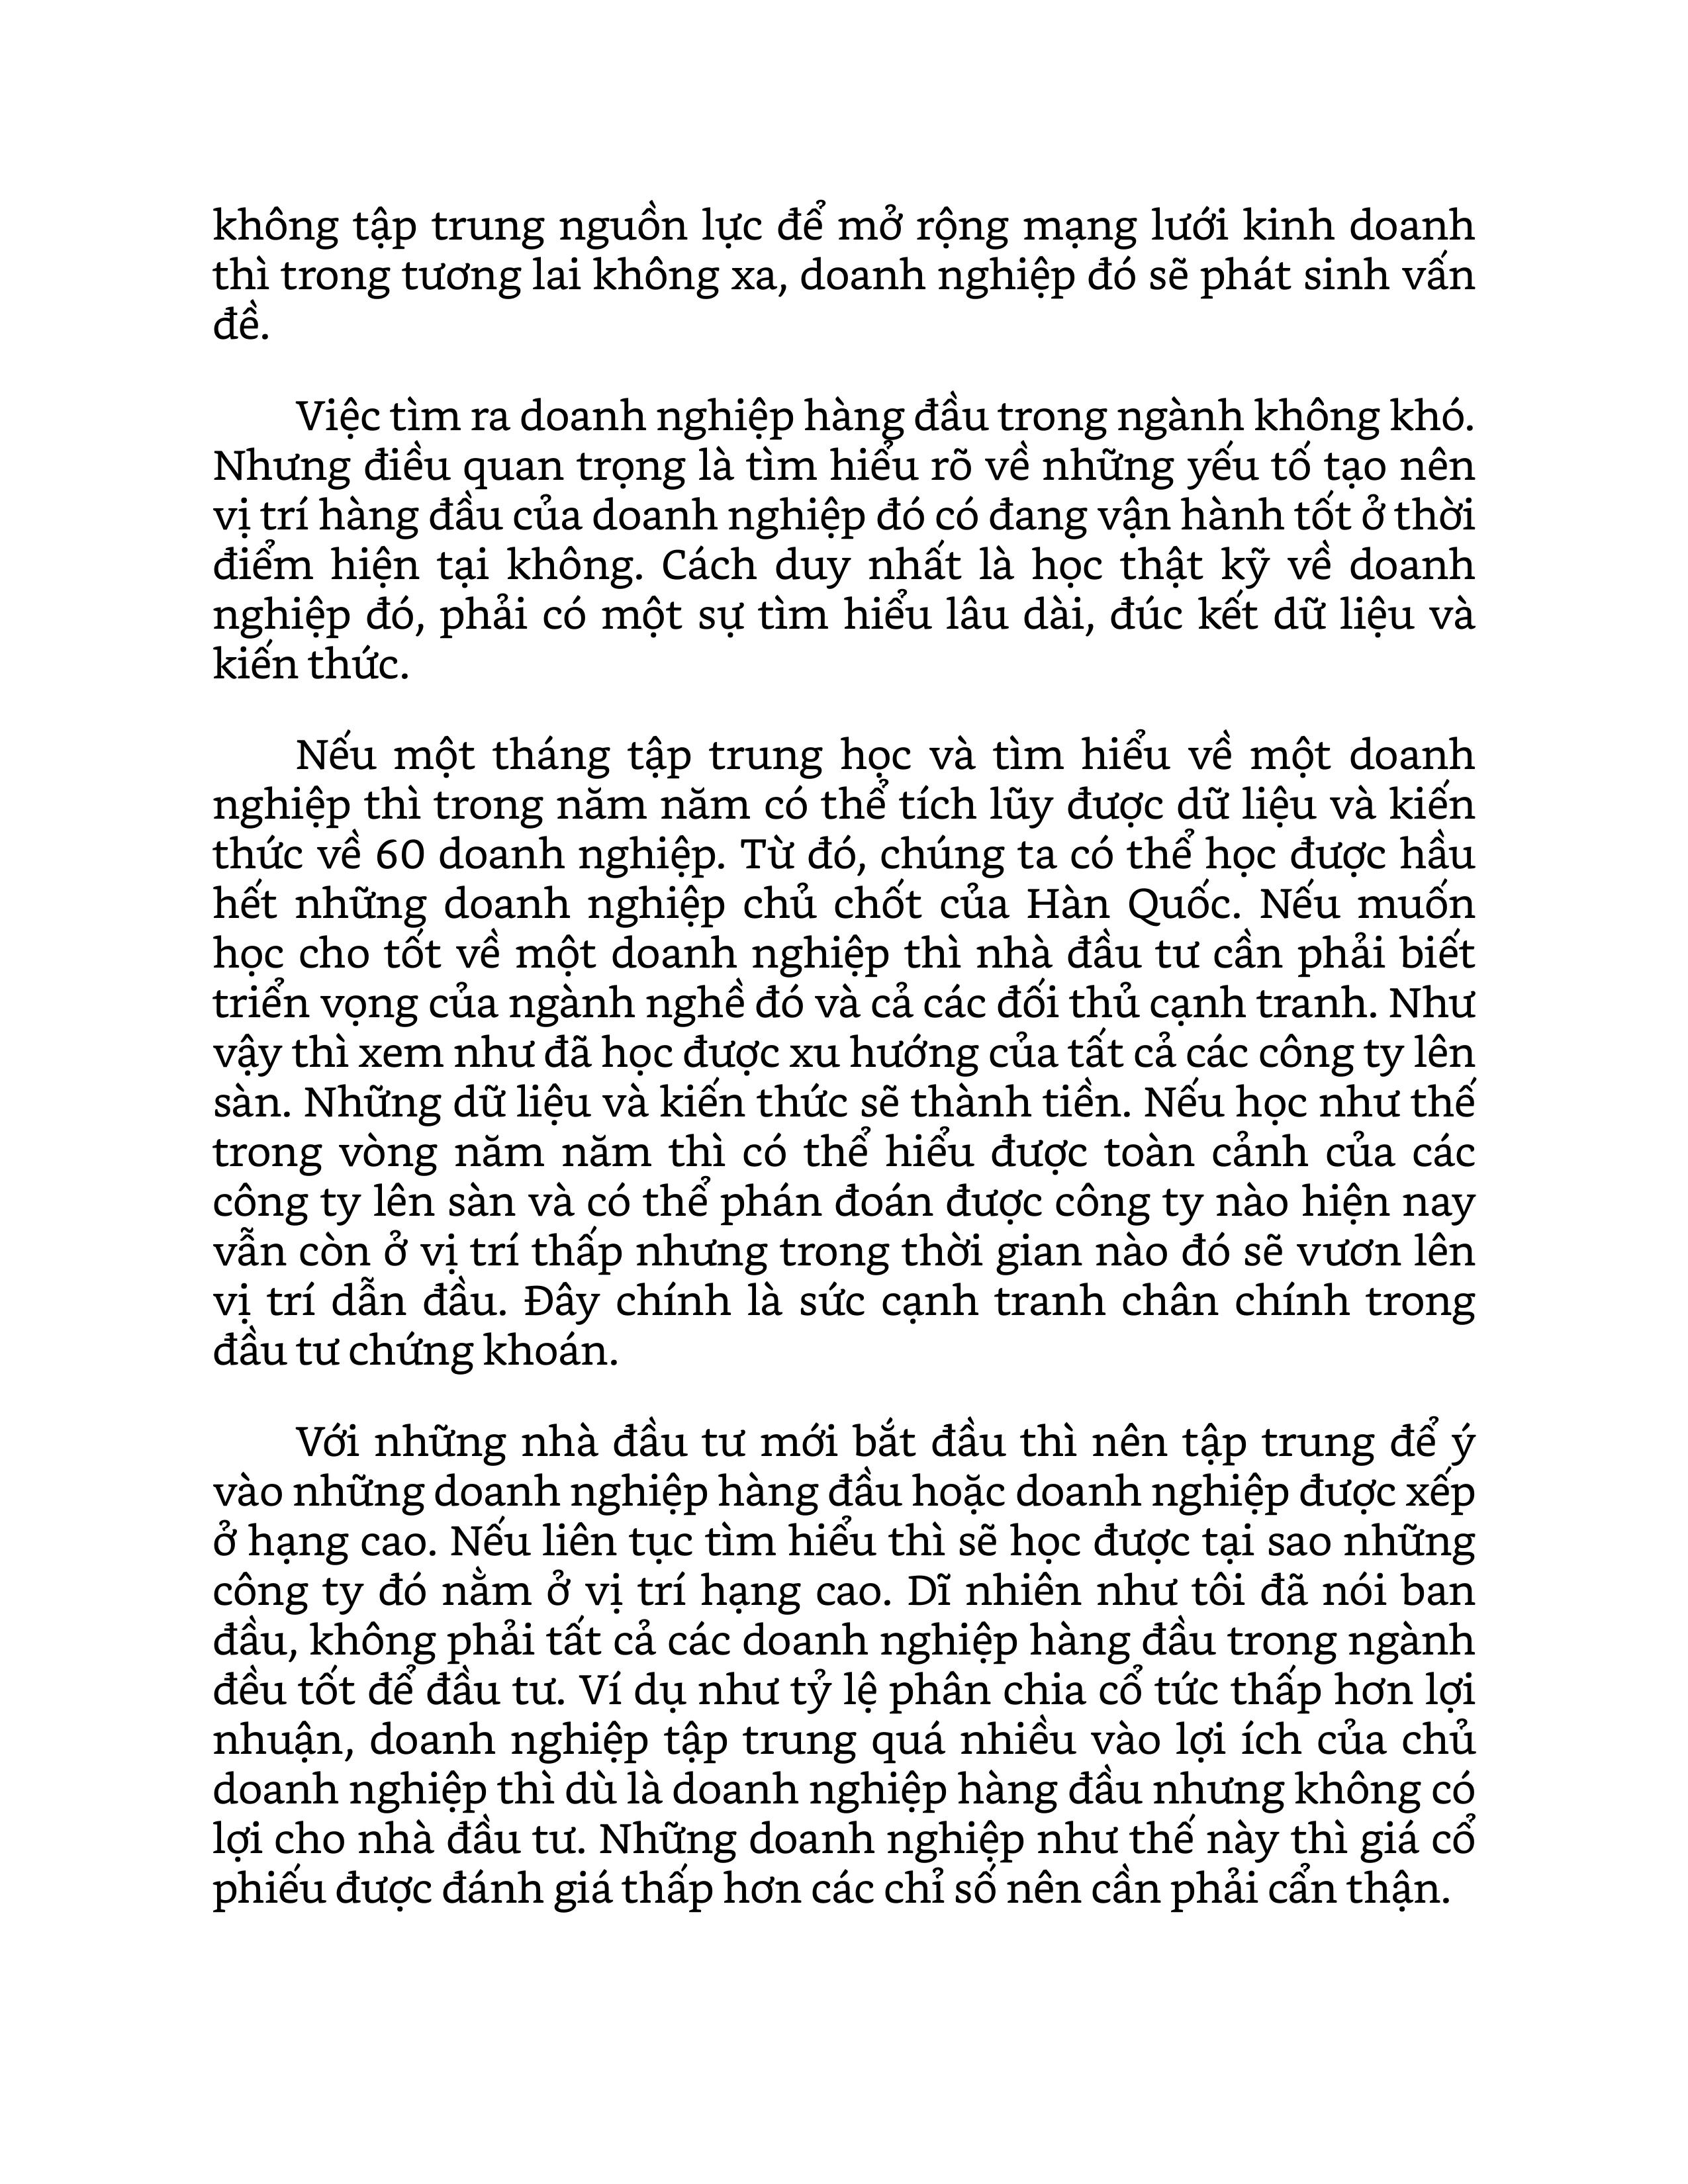 không tập trung nguồn lực để mở rộng mạng lưới kinh doanh
thì trong tương lai không xa, doanh nghiệp đó sẽ phát sinh vấn
đề.
Việc tìm ra doanh nghiệp hàng đầu trong ngành không khó.
Nhưng điều quan trọng là tìm hiểu rõ về những yếu tố tạo nên
vị trí hàng đầu của doanh nghiệp đó có đang vận hành tốt ở thời
điểm hiện tại không. Cách duy nhất là học thật kỹ về doanh
nghiệp đó, phải có một sự tìm hiểu lâu dài, đúc kết dữ liệu và
kiến thức.
Nếu một tháng tập trung học và tìm hiểu về một doanh
nghiệp thì trong năm năm có thể tích lũy được dữ liệu và kiến
thức về 60 doanh nghiệp. Từ đó, chúng ta có thể học được hầu
hết những doanh nghiệp chủ chốt của Hàn Quốc. Nếu muốn
học cho tốt về một doanh nghiệp thì nhà đầu tư cần phải biết
triển vọng của ngành nghề đó và cả các đối thủ cạnh tranh. Như
vậy thì xem như đã học được xu hướng của tất cả các công ty lên
sàn. Những dữ liệu và kiến thức sẽ thành tiền. Nếu học như thế
trong vòng năm năm thì có thể hiểu được toàn cảnh của các
công ty lên sàn và có thể phán đoán được công ty nào hiện nay
vẫn còn ở vị trí thấp nhưng trong thời gian nào đó sẽ vươn lên
vị trí dẫn đầu. Đây chính là sức cạnh tranh chân chính trong
đầu tư chứng khoán.
Với những nhà đầu tư mới bắt đầu thì nên tập trung để ý
vào những doanh nghiệp hàng đầu hoặc doanh nghiệp được xếp
ở hạng cao. Nếu liên tục tìm hiểu thì sẽ học được tại sao những
công ty đó nằm ở vị trí hạng cao. Dĩ nhiên như tôi đã nói ban
đầu, không phải tất cả các doanh nghiệp hàng đầu trong ngành
đều tốt để đầu tư. Ví dụ như tỷ lệ phân chia cổ tức thấp hơn lợi
nhuận, doanh nghiệp tập trung quá nhiều vào lợi ích của chủ
doanh nghiệp thì dù là doanh nghiệp hàng đầu nhưng không có
lợi cho nhà đầu tư. Những doanh nghiệp như thế này thì giá cổ
phiếu được đánh giá thấp hơn các chỉ số nên cần phải cẩn thận.